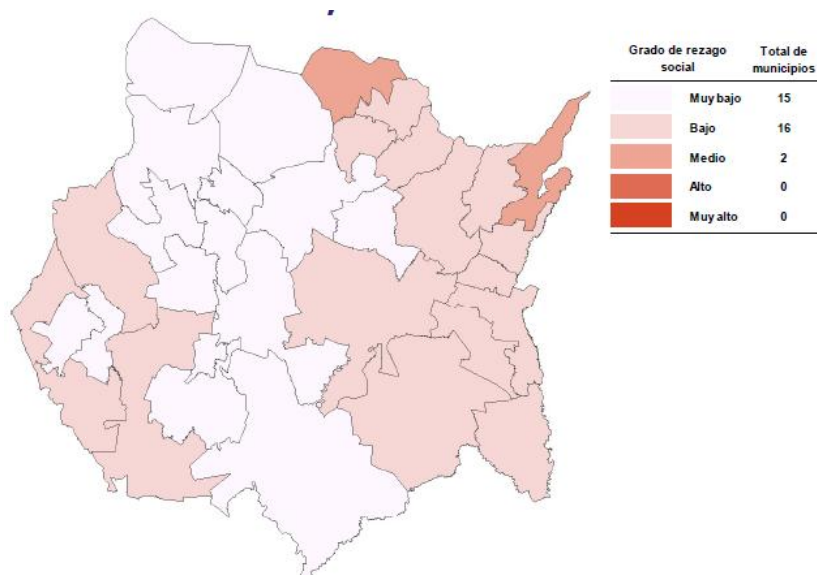 Grado de rezago social Total de municipios
Muy bajo 15
Bajo 16
Medio 2
Alto 0
Muy alto 0